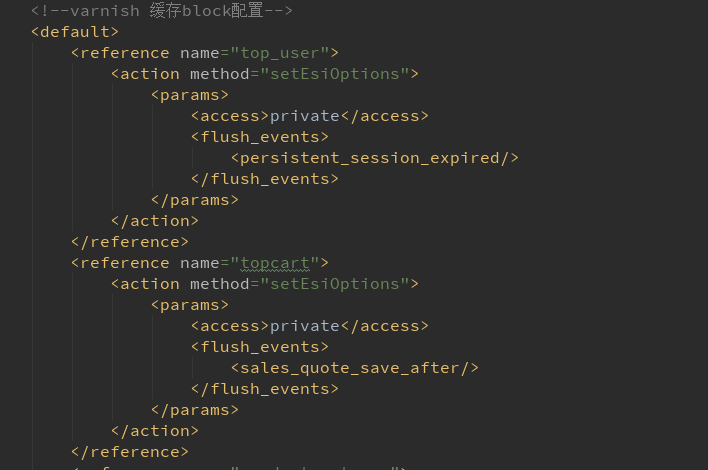 <!--varnish 缓存block配置-->
<default>
<reference name="top_user">
<action method="setEsiOptions">
<params>
<access>private</access>
<flush_events>
<persistent_session_expired/>
</flush_events>
</params>
</action>
</reference>
<reference name="topcart">
<action method="setEsiOptions">
<params>
<access>private</access>
<flush_events>
<sales_quote_save_after/>
</flush_events>
</params>
</action>
</reference>